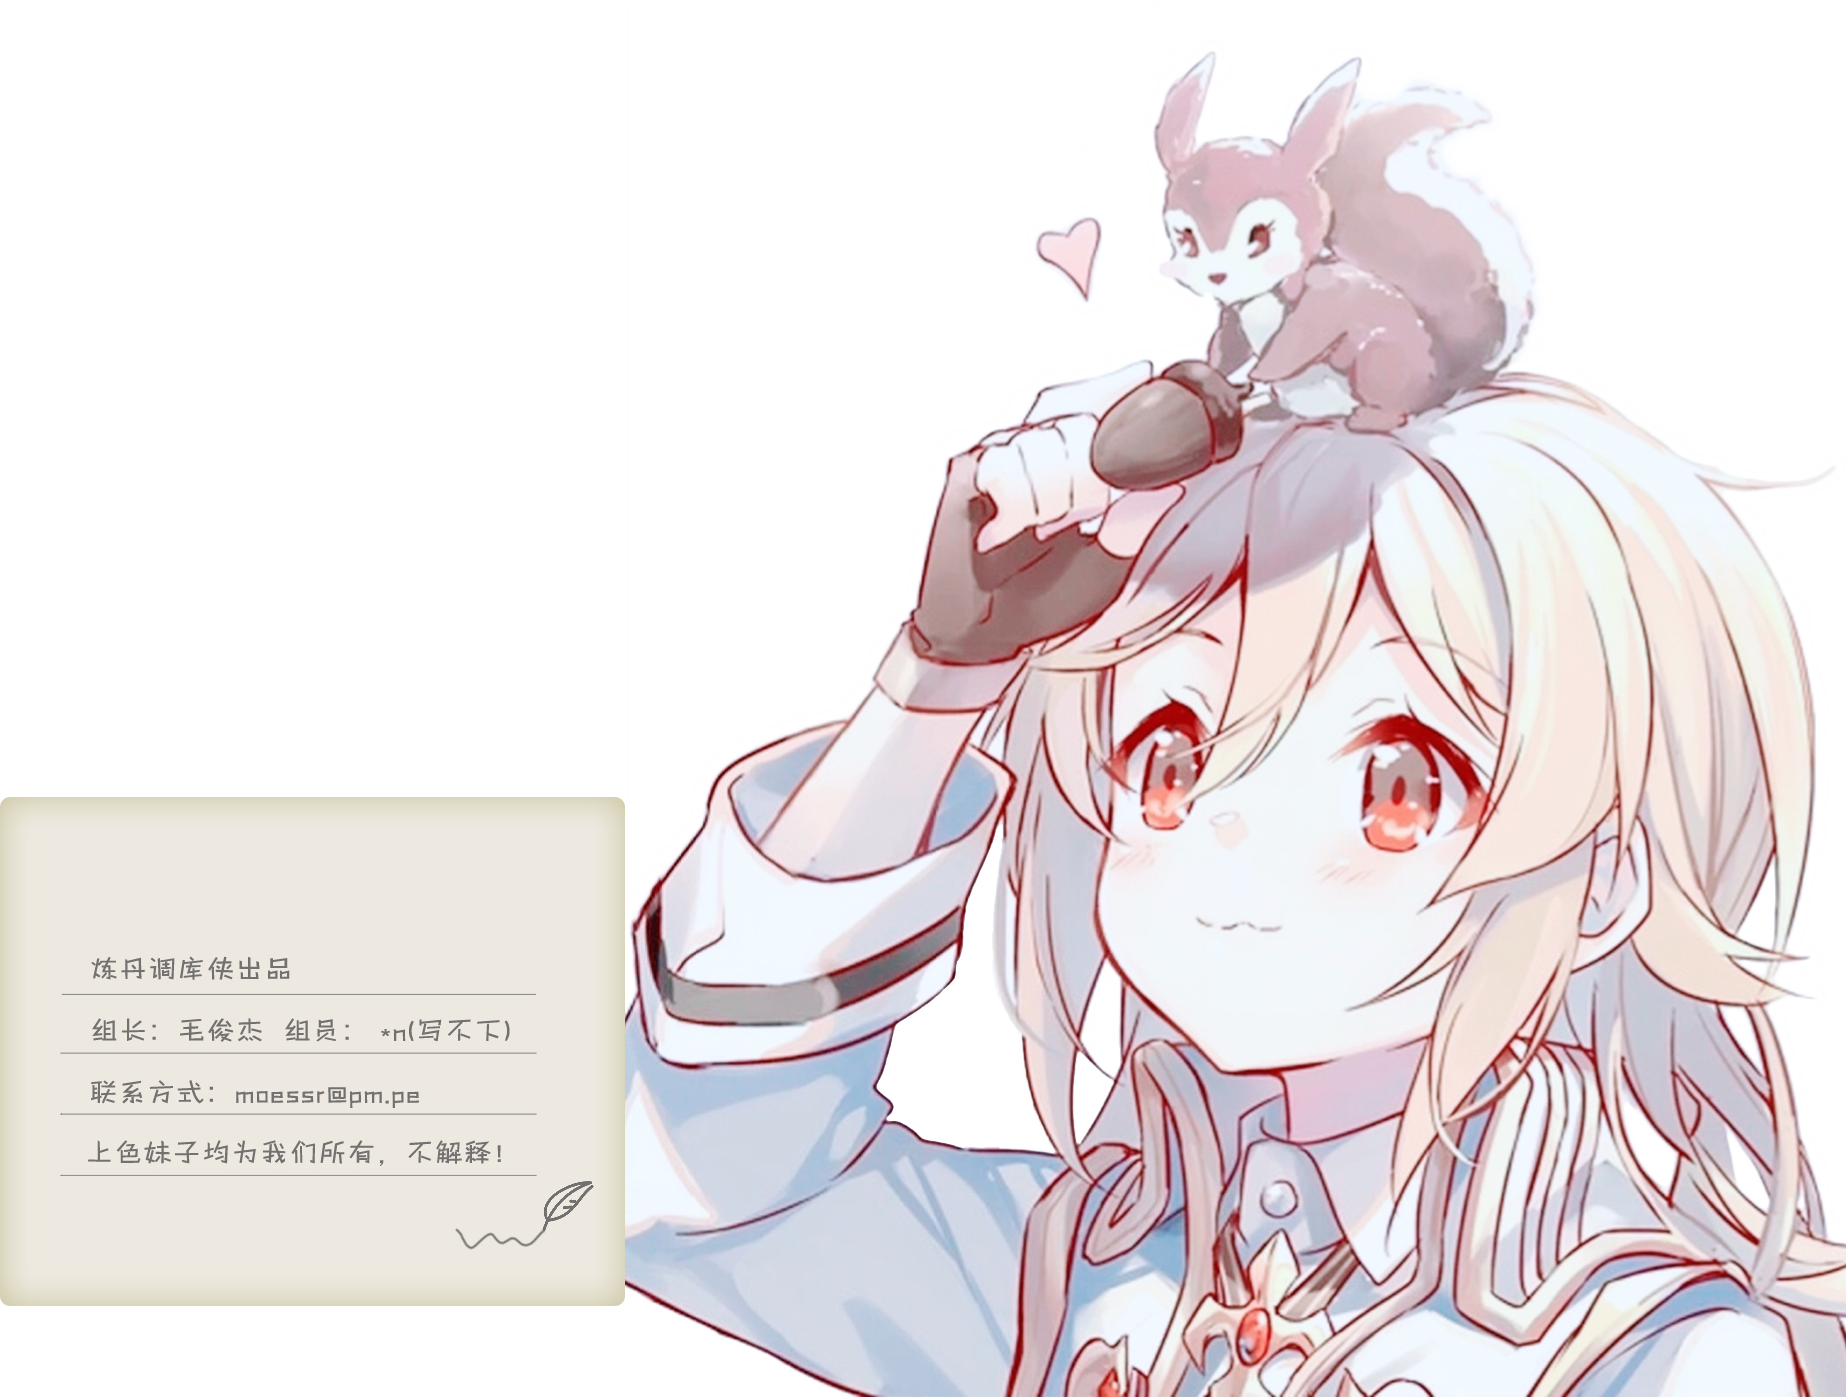 炼丹调库侠出品
组长：毛俊杰 组员：*n(写不下)
联系方式：moessr@pm.pe
上色妹子均为我们所有，不解释!